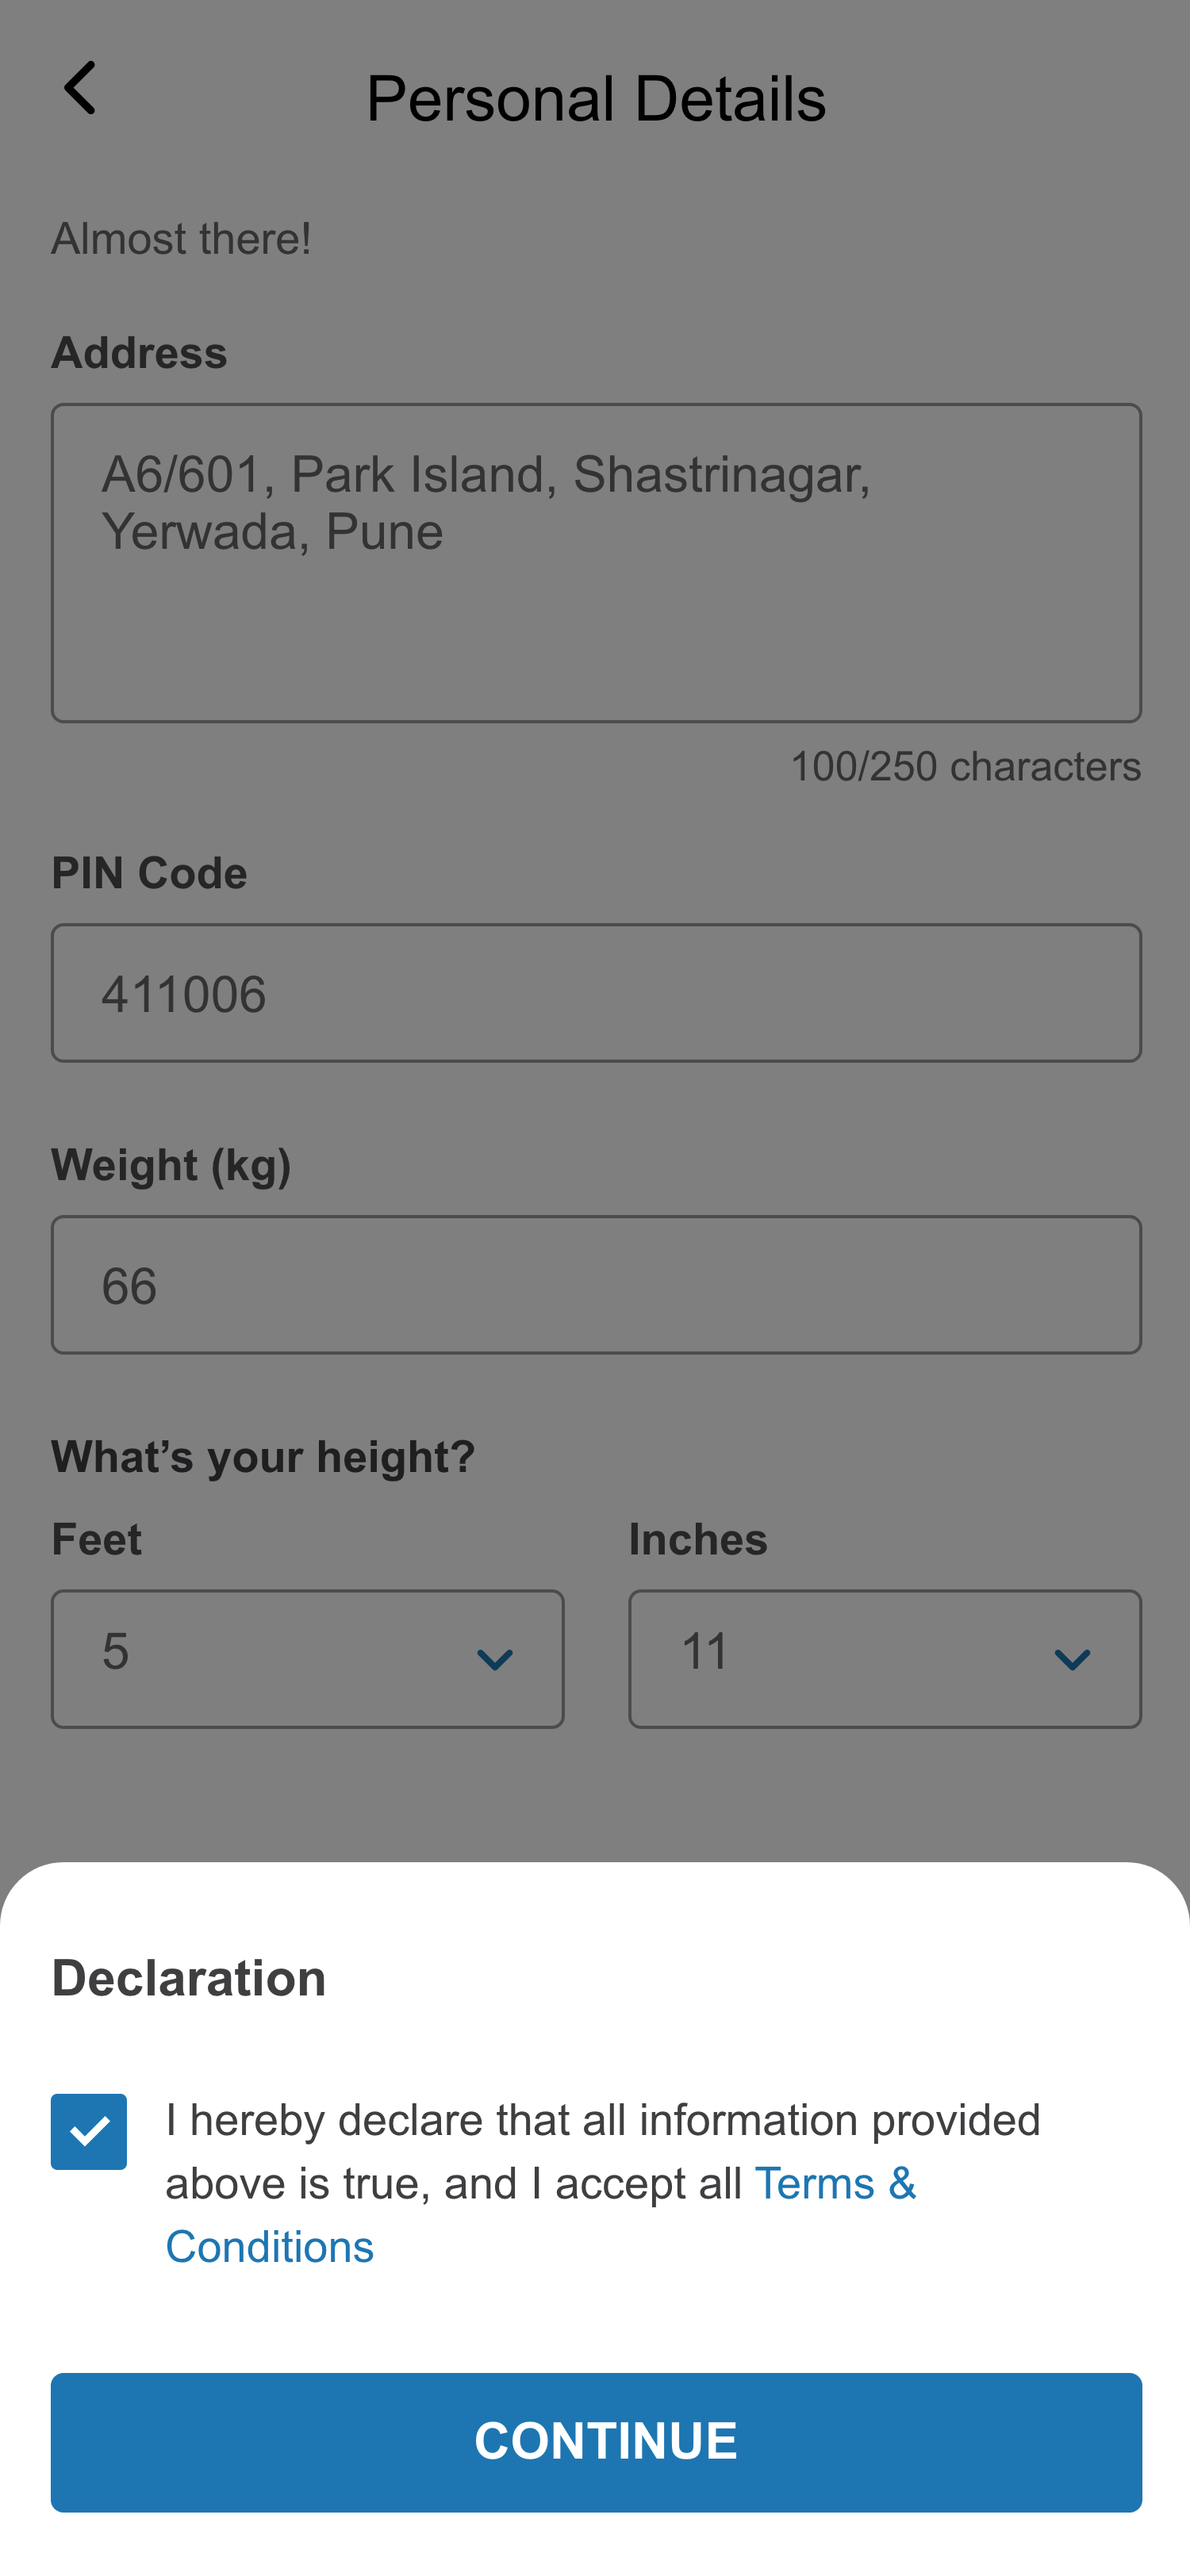 Personal Details
Almost there!
Address
A6/601, Park Island, Shastrinagar,
Yerwada, Pune
100/250 characters
PIN Code
411006
Weight (kg)
66
What’s your height?
Feet
Inches
5
11
Declaration
I hereby declare that all information provided
above is true, and I accept all Terms &
Conditions
CONTINUE